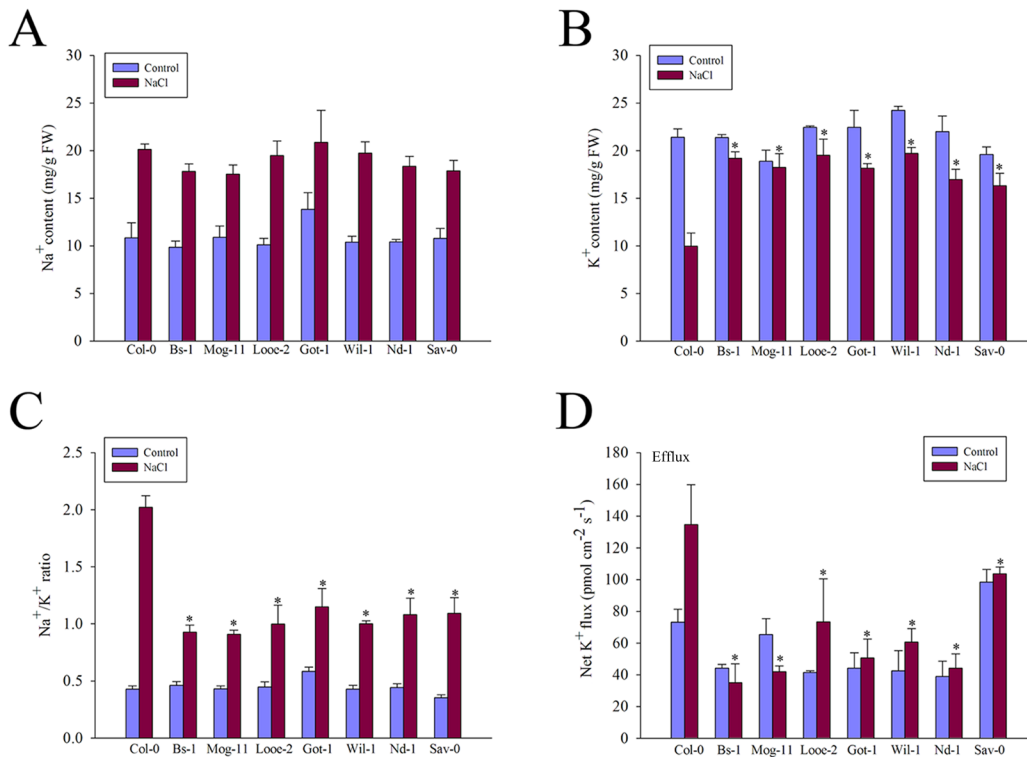 A
Control
NaCl
Na+ content (mg/g FW)
30
25
20
15
10
5
0
Col-0 Bs-1 Mog-11 Looe-2 Got-1 Wil-1 Nd-1 Sav-0
B
Control
NaCl
K+ content (mg/g FW)
30
25
20
15
10
5
0
* * * * * * *
Col-0 Bs-1 Mog-11 Looe-2 Got-1 Wil-1 Nd-1 Sav-0
C
Control
NaCl
Na+/K+ ratio
2.5
2.0
1.5
1.0
0.5
0.0
* * * * * * *
Col-0 Bs-1 Mog-11 Looe-2 Got-1 Wil-1 Nd-1 Sav-0
D
Efflux
Control
NaCl
Net K+ flux (pmol cm-2 s-1)
180
160
140
120
100
80
60
40
20
0
* * * * * * *
Col-0 Bs-1 Mog-11 Looe-2 Got-1 Wil-1 Nd-1 Sav-0